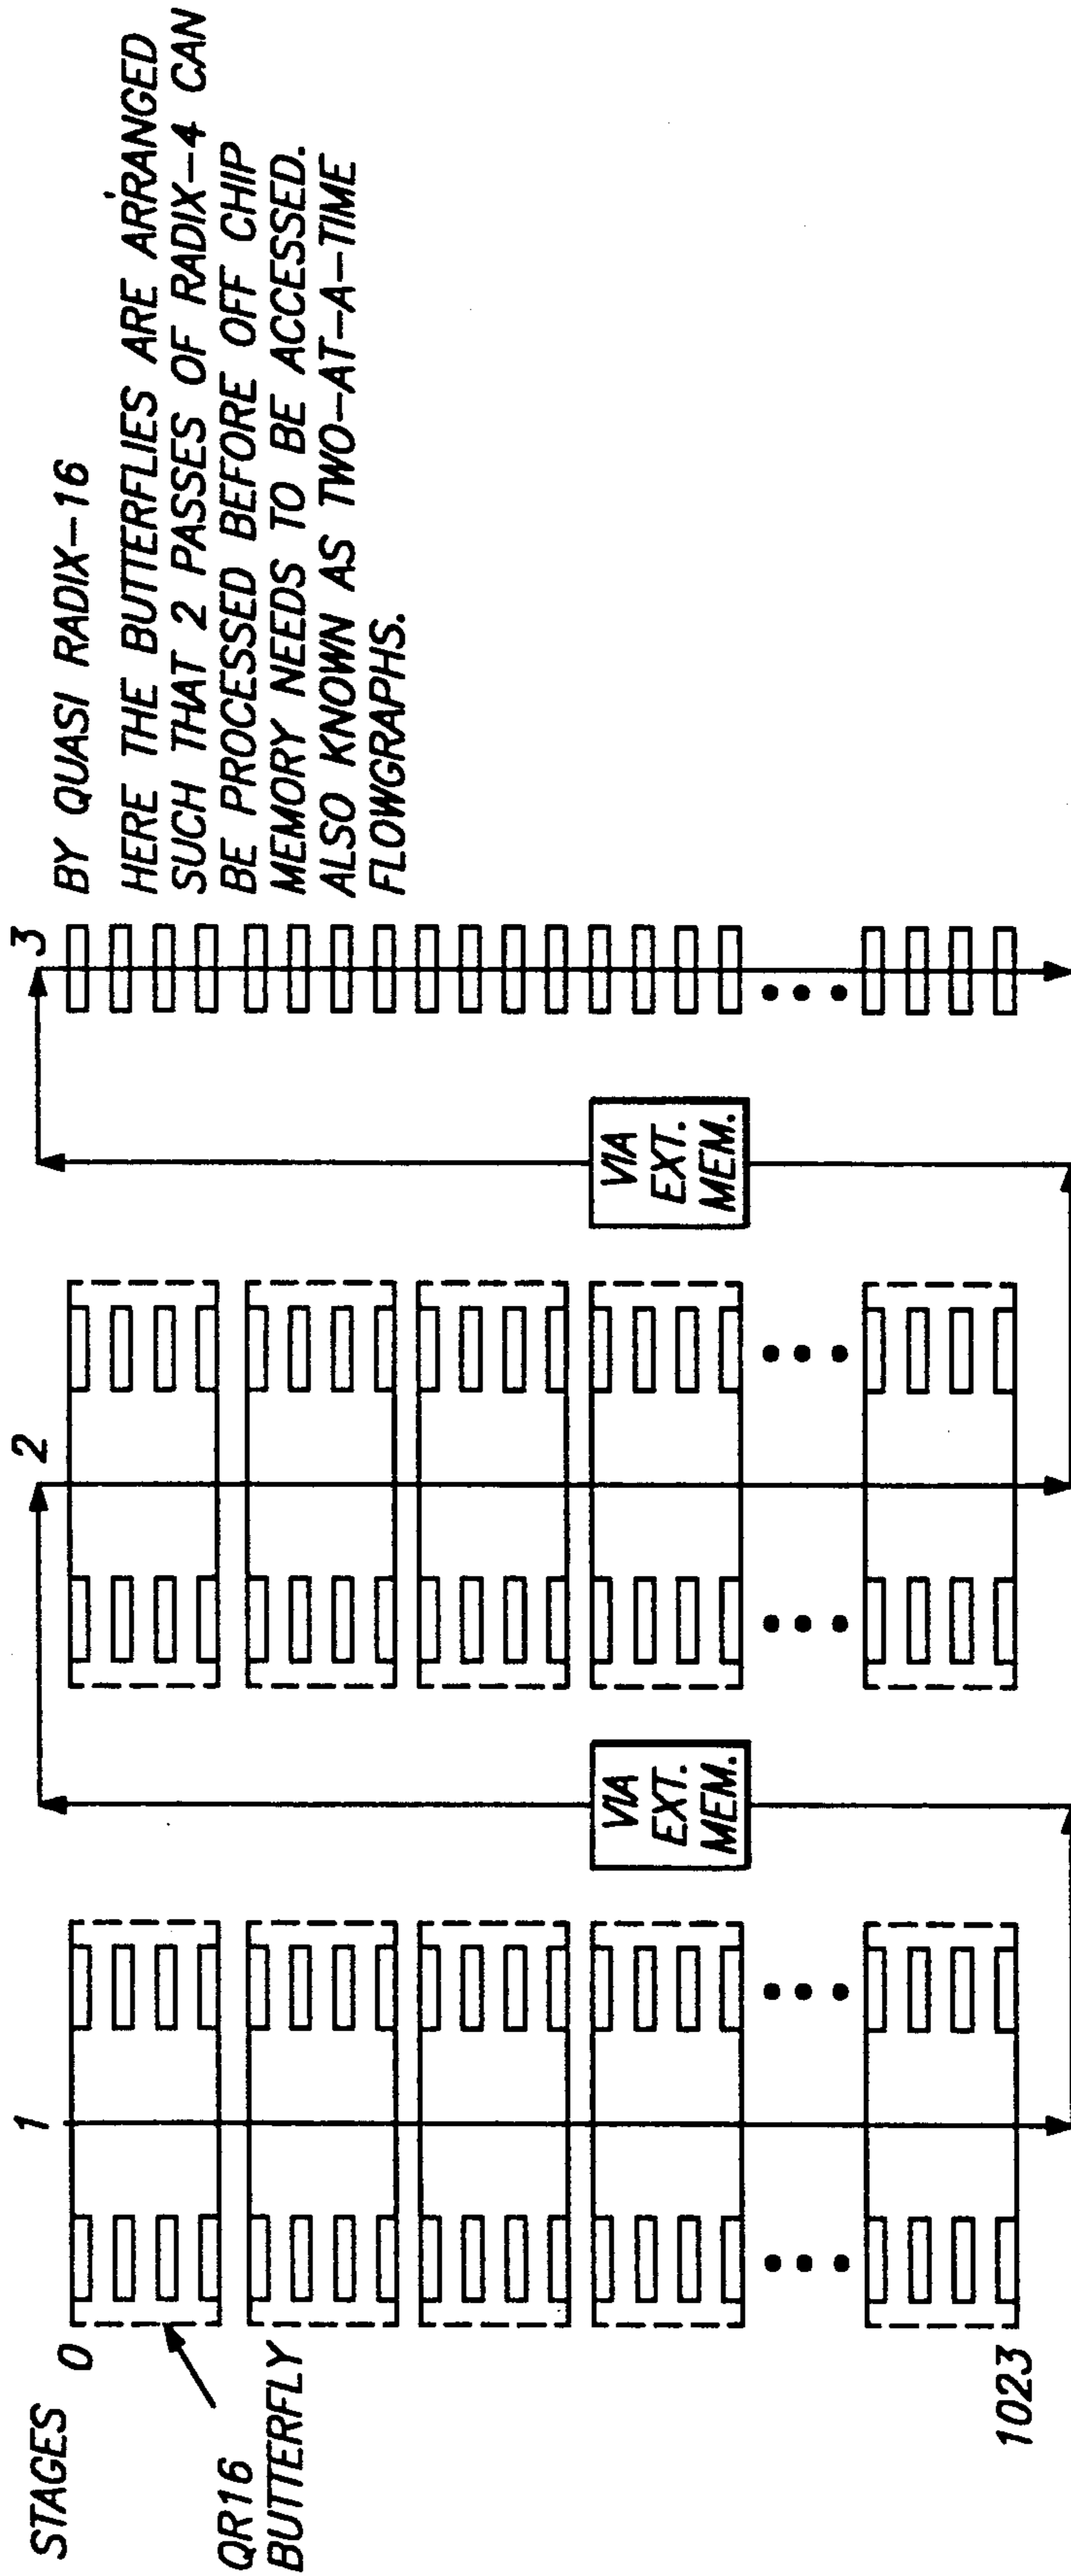 STAGES
1
2
3
0
QR16
BUTTERFLY
1023
VIA
EXT.
MEM.
VIA
EXT.
MEM.
BY QUASI RADIX-16
HERE THE BUTTERFLIES ARE ARRANGED
SUCH THAT 2 PASSES OF RADIX-4 CAN
BE PROCESSED BEFORE OFF CHIP
MEMORY NEEDS TO BE ACCESSED.
ALSO KNOWN AS TWO-AT-A-TIME
FLOWGRAPHS.